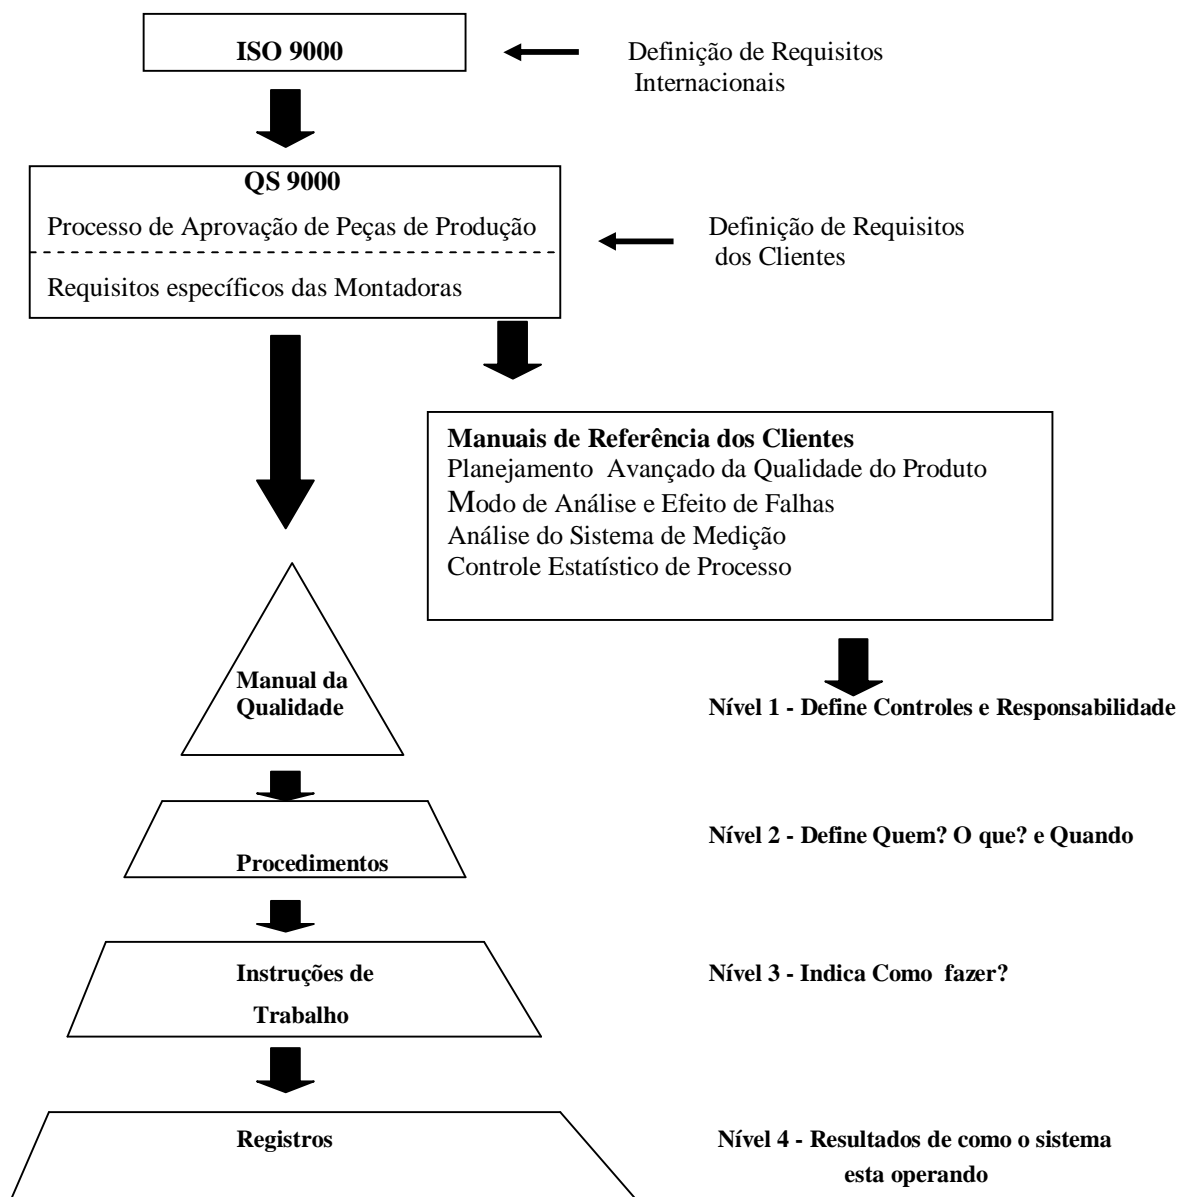 ISO 9000
Definição de Requisitos
Internacionais
QS 9000
Processo de Aprovação de Peças de Produção
Requisitos específicos das Montadoras
Definição de Requisitos
dos Clientes
Manuais de Referência dos Clientes
Planejamento Avançado da Qualidade do Produto
Modo de Análise e Efeito de Falhas
Análise do Sistema de Medição
Controle Estatístico de Processo
Manual da
Qualidade
Nível 1 - Define Controles e Responsabilidade
Procedimentos
Nível 2 - Define Quem? O que? e Quando
Instruções de
Trabalho
Nível 3 - Indica Como fazer?
Registros
Nível 4 - Resultados de como o sistema
esta operando